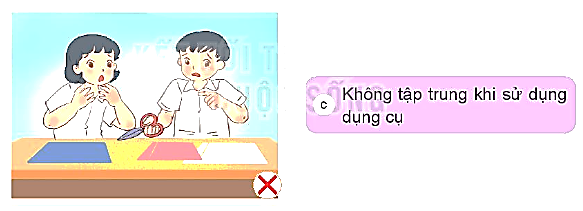 c
Không tập trung khi sử dụng
dụng cụ